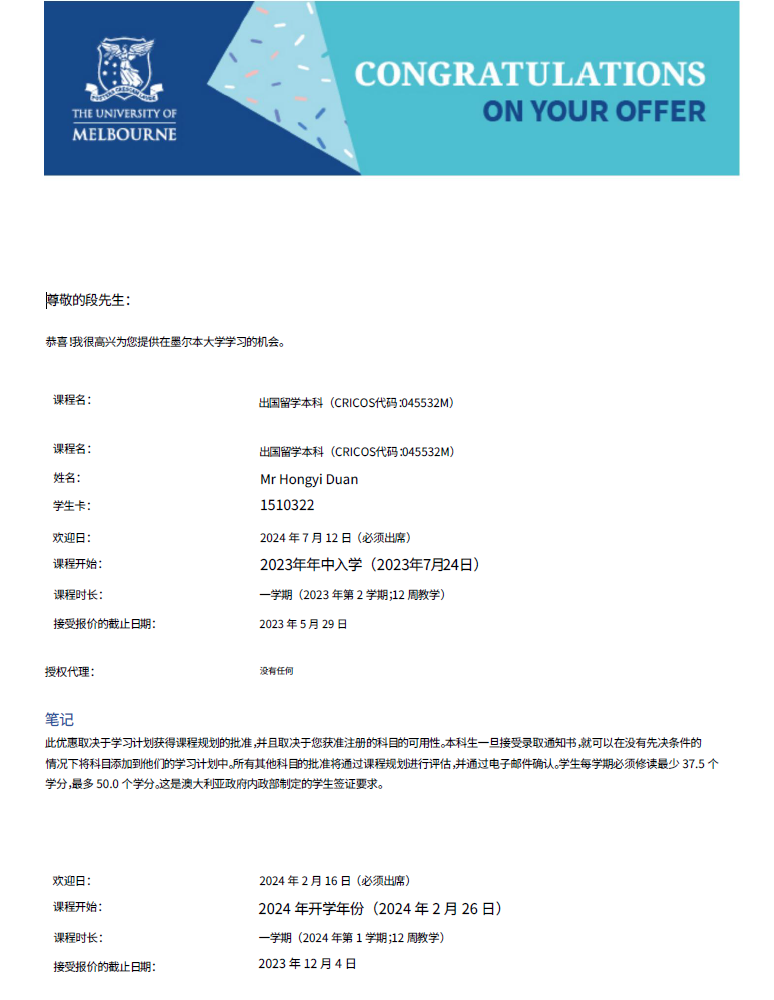 CONGRATULATIONS
ON YOUR OFFER
THE UNIVERSITY OF
MELBOURNE
尊敬的段先生：
恭喜!我很高兴为您提供在墨尔本大学学习的机会。
课程名： 出国留学本科（CRICOS代码:045532M）
课程名： 出国留学本科（CRICOS代码:045532M）
姓名： Mr Hongyi Duan
学生卡： 1510322
欢迎日： 2024 年 7 月 12 日（必须出席）
课程开始： 2023年年中入学（2023年7月24日）
课程时长： 一学期（2023 年第 2 学期;12 周教学）
接受报价的截止日期： 2023 年 5 月 29 日
授权代理： 没有任何
笔记
此优惠取决于学习计划获得课程规划的批准,并且取决于您获准注册的科目的可用性。本科生一旦接受录取通知书,就可以在没有先决条件的
情况下将科目添加到他们的学习计划中。所有其他科目的批准将通过课程规划进行评估,并通过电子邮件确认。学生每学期必须修读最少 37.5 个
学分,最多 50.0 个学分。这是澳大利亚政府内政部制定的学生签证要求。
欢迎日： 2024 年 2 月 16 日（必须出席）
课程开始： 2024 年开学年份（2024 年 2 月 26 日）
课程时长： 一学期（2024 年第 1 学期;12 周教学）
接受报价的截止日期： 2023 年 12 月 4 日